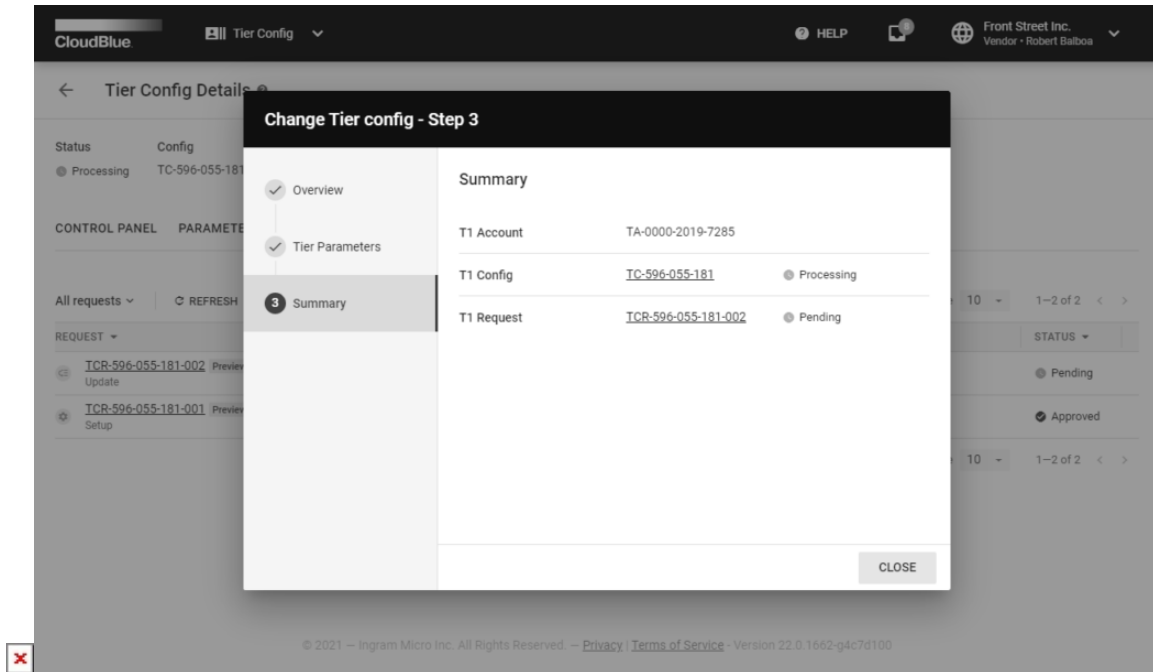 CloudBlue.
Tier Config
HELP
Front Street Inc.
Vendor • Robert Balboa
Tier Config Details
Change Tier config - Step 3
Status
Config
Processing
TC-596-055-181
Overview
Tier Parameters
3 Summary
Summary
T1 Account TA-0000-2019-7285
T1 Config TC-596-055-181 Processing
T1 Request TCR-596-055-181-002 Pending
CLOSE
CONTROL PANEL PARAMETE
All requests REFRESH
10 1–2 of 2
REQUEST STATUS
TCR-596-055-181-002 Preview Pending
Update
TCR-596-055-181-001 Preview Approved
Setup
10 1–2 of 2
© 2021 — Ingram Micro Inc. All Rights Reserved. — Privacy | Terms of Service - Version 22.0.1662-g4c7d100